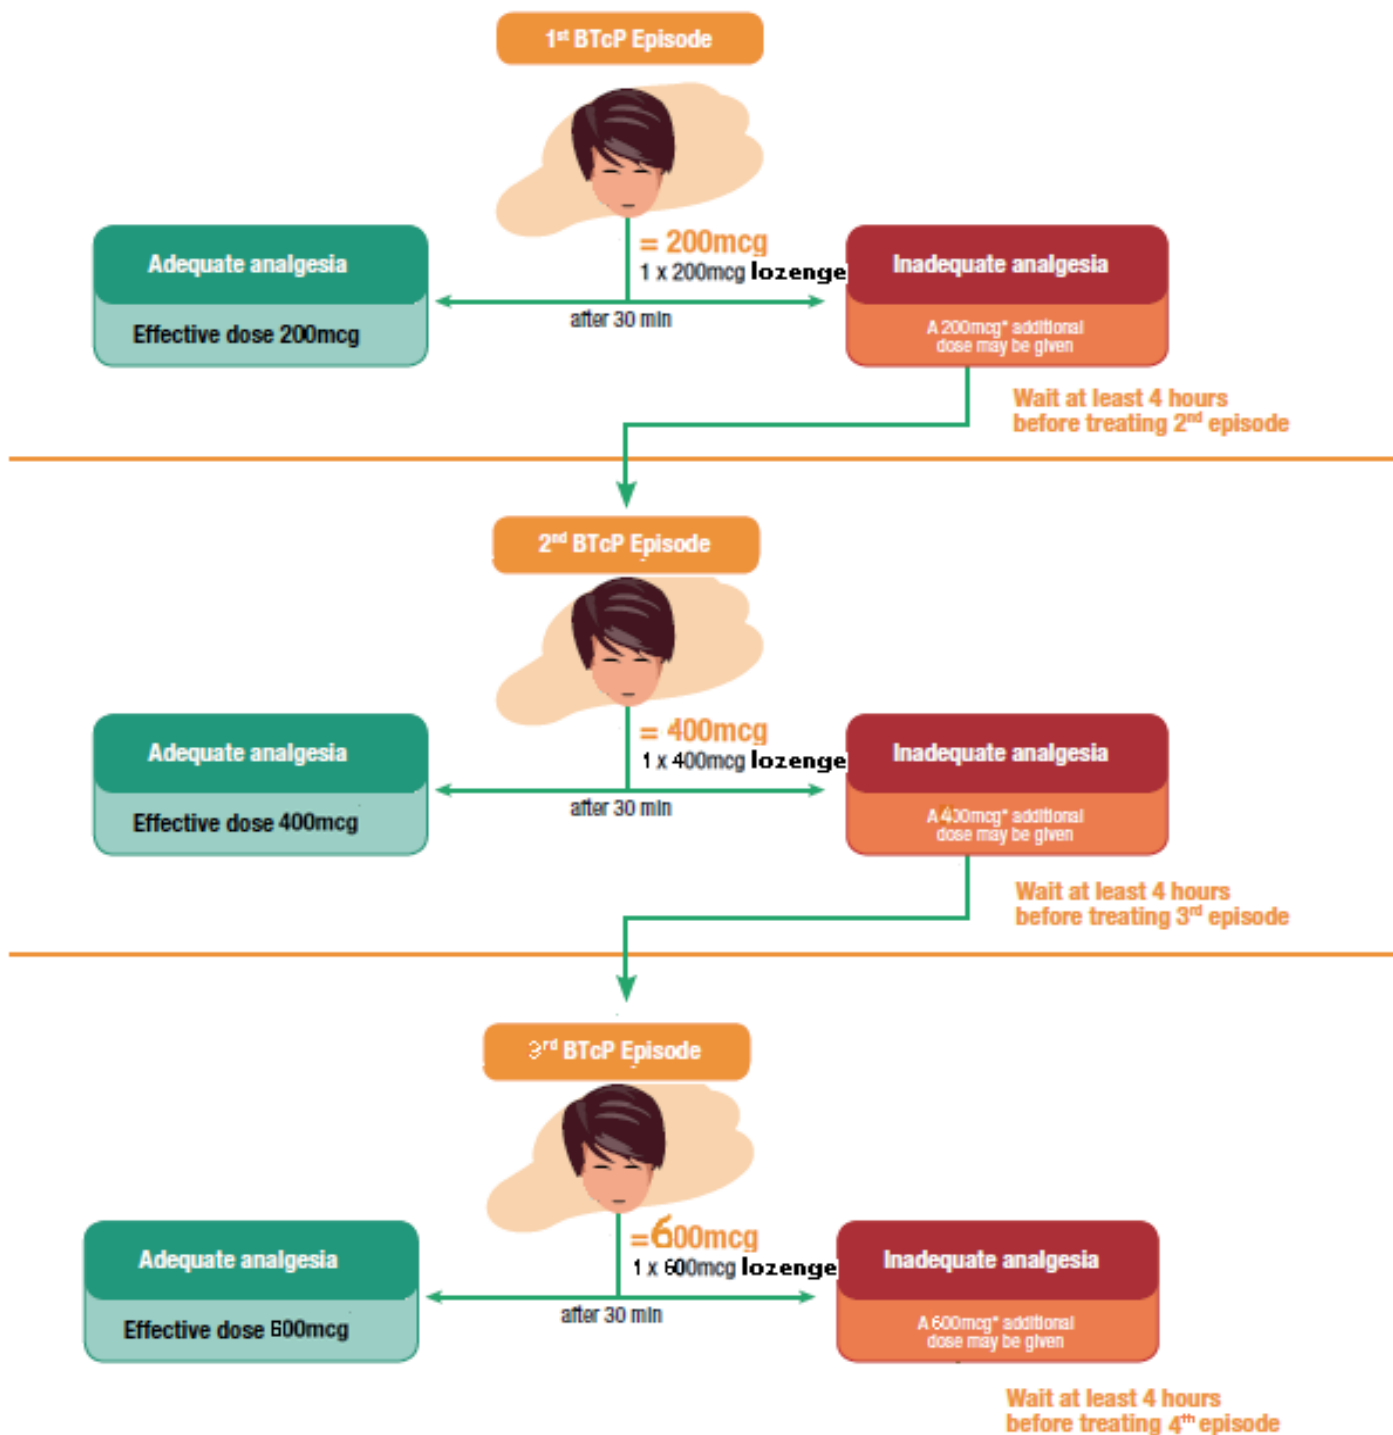 1st BTcP Episode
= 200mcg
1 x 200mcg lozenge
after 30 min
Adequate analgesia
Effective dose 200mcg
Inadequate analgesia
A 200mcg* additional
dose may be given
Wait at least 4 hours
before treating 2nd episode
2nd BTcP Episode
= 400mcg
1 x 400mcg lozenge
after 30 min
Adequate analgesia
Effective dose 400mcg
Inadequate analgesia
A 400mcg* additional
dose may be given
Wait at least 4 hours
before treating 3rd episode
3rd BTcP Episode
=600mcg
1 x 600mcg lozenge
after 30 min
Adequate analgesia
Effective dose 600mcg
Inadequate analgesia
A 600mcg* additional
dose may be given
Wait at least 4 hours
before treating 4th episode